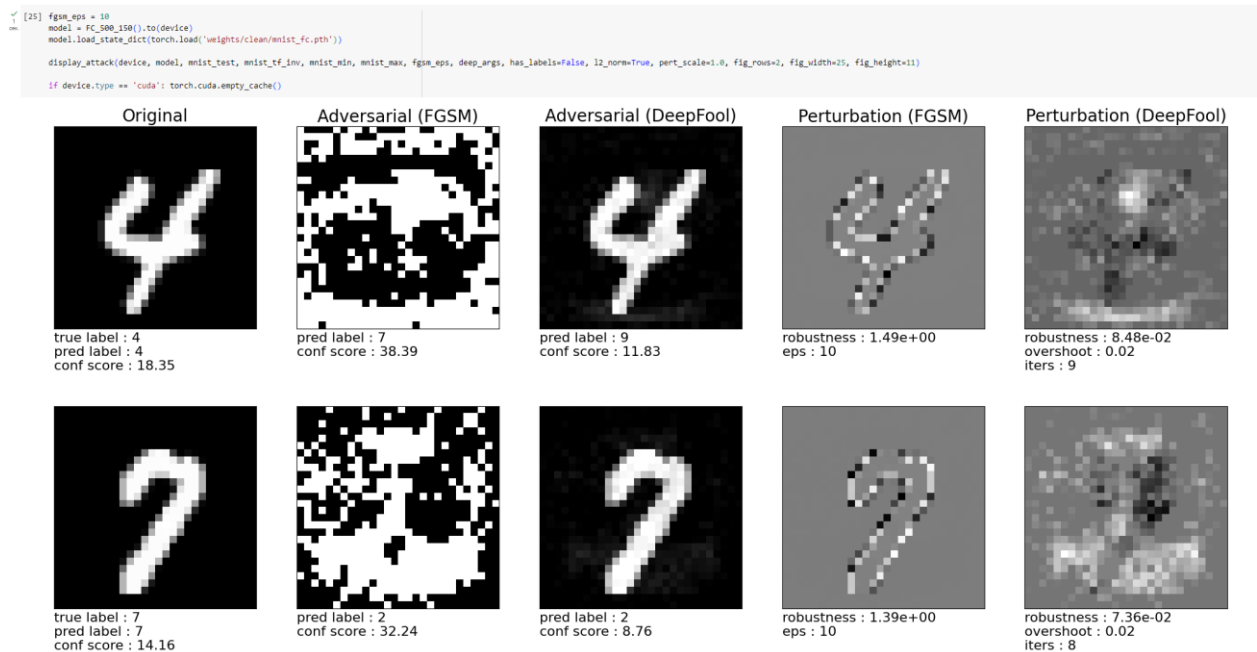 [25] fgsm_eps = 10
model = FC_500_150().to(device)
model.load_state_dict(torch.load('weights/clean/mnist_fc.pth'))
display_attack(device, model, mnist_test, mnist_tf_inv, mnist_min, mnist_max, fgsm_eps, deep_args, has_labels=False, l2_norm=True, pert_scale=1.0, fig_rows=2, fig_width=25, fig_height=11)
if device.type == 'cuda': torch.cuda.empty_cache()
Original
Adversarial (FGSM)
Adversarial (DeepFool)
Perturbation (FGSM)
Perturbation (DeepFool)
true label : 4
pred label : 4
conf score : 18.35
pred label : 7
conf score : 38.39
pred label : 9
conf score : 11.83
robustness : 1.49e+00
eps : 10
robustness : 8.48e-02
overshoot : 0.02
iters : 9
true label : 7
pred label : 7
conf score : 14.16
pred label : 2
conf score : 32.24
pred label : 2
conf score : 8.76
robustness : 1.39e+00
eps : 10
robustness : 7.36e-02
overshoot : 0.02
iters : 8